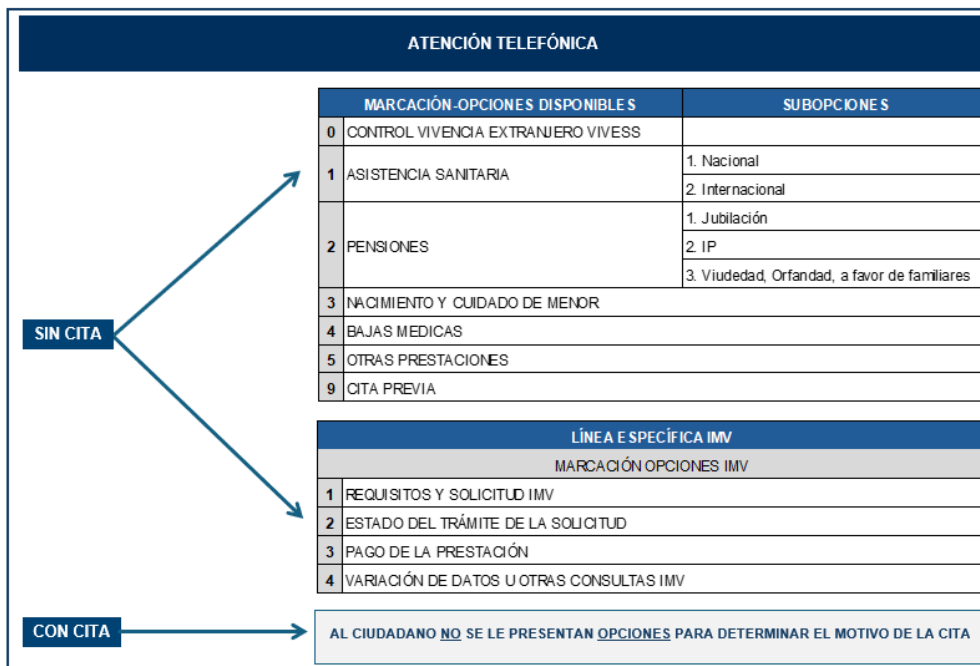 ATENCIÓN TELEFÓNICA
MARCACIÓN-OPCIONES DISPONIBLES SUBOPCIONES
0 CONTROL VIVENCIA EXTRANJERO VIVESS
1 ASISTENCIA SANITARIA
1. Nacional
2. Internacional
2 PENSIONES
1. Jubilación
2. IP
3. Viudedad, Orfandad, a favor de familiares
3 NACIMIENTO Y CUIDADO DE MENOR
4 BAJAS MEDICAS
5 OTRAS PRESTACIONES
9 CITA PREVIA
SIN CITA
LÍNEA ESPECÍFICA IMV
MARCACIÓN OPCIONES IMV
1 REQUISITOS Y SOLICITUD IMV
2 ESTADO DEL TRÁMITE DE LA SOLICITUD
3 PAGO DE LA PRESTACIÓN
4 VARIACIÓN DE DATOS U OTRAS CONSULTAS IMV
CON CITA
AL CIUDADANO NO SE LE PRESENTAN OPCIONES PARA DETERMINAR EL MOTIVO DE LA CITA